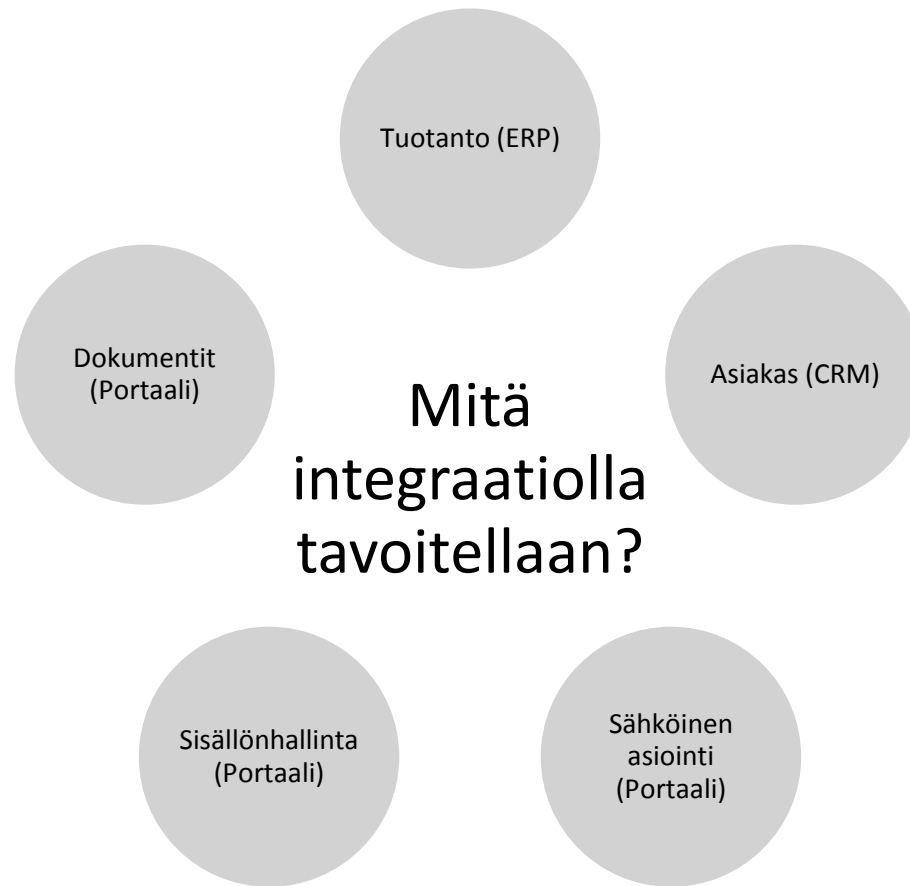 Tuotanto (ERP)
Dokumentit
(Portaali)
Asiakas (CRM)
Mitä
integraatiolla
tavoitellaan?
Sisällönhallinta
(Portaali)
Sähköinen
asiointi
(Portaali)